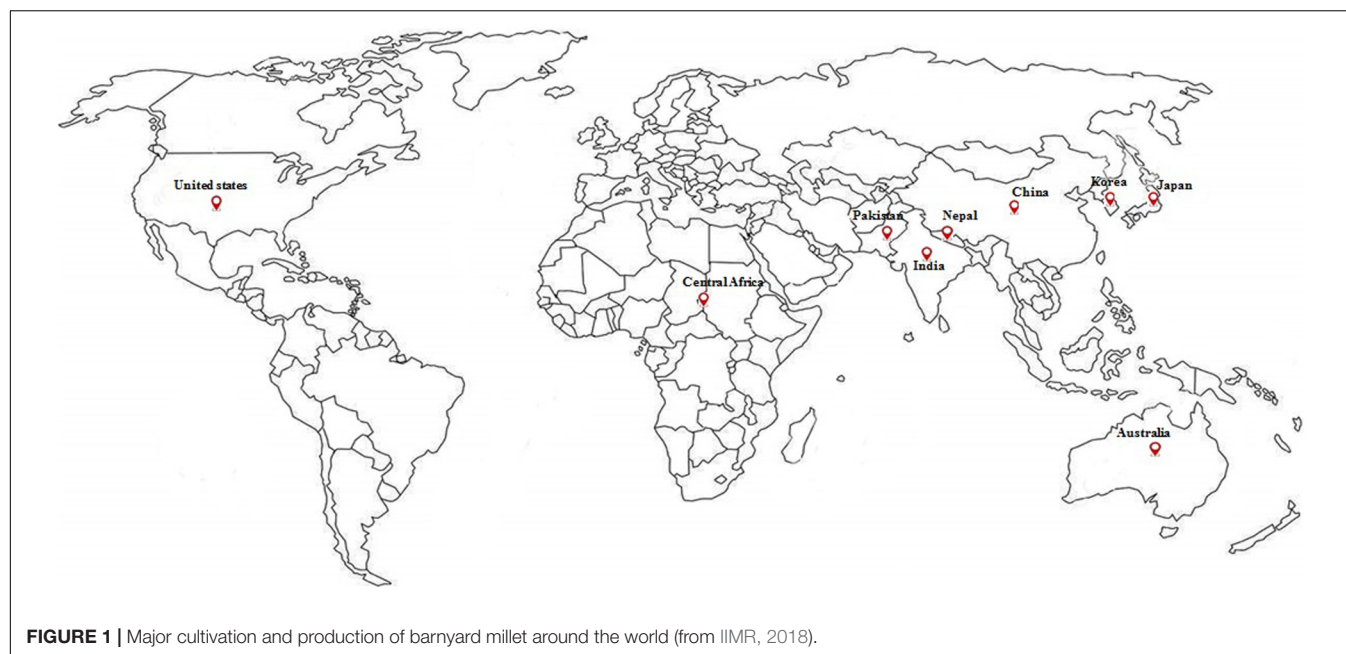 United states
China
Korea
Japan
Pakistan
Nepal
India
Central Africa
Australia
FIGURE 1 | Major cultivation and production of barnyard millet around the world (from IIMR, 2018).